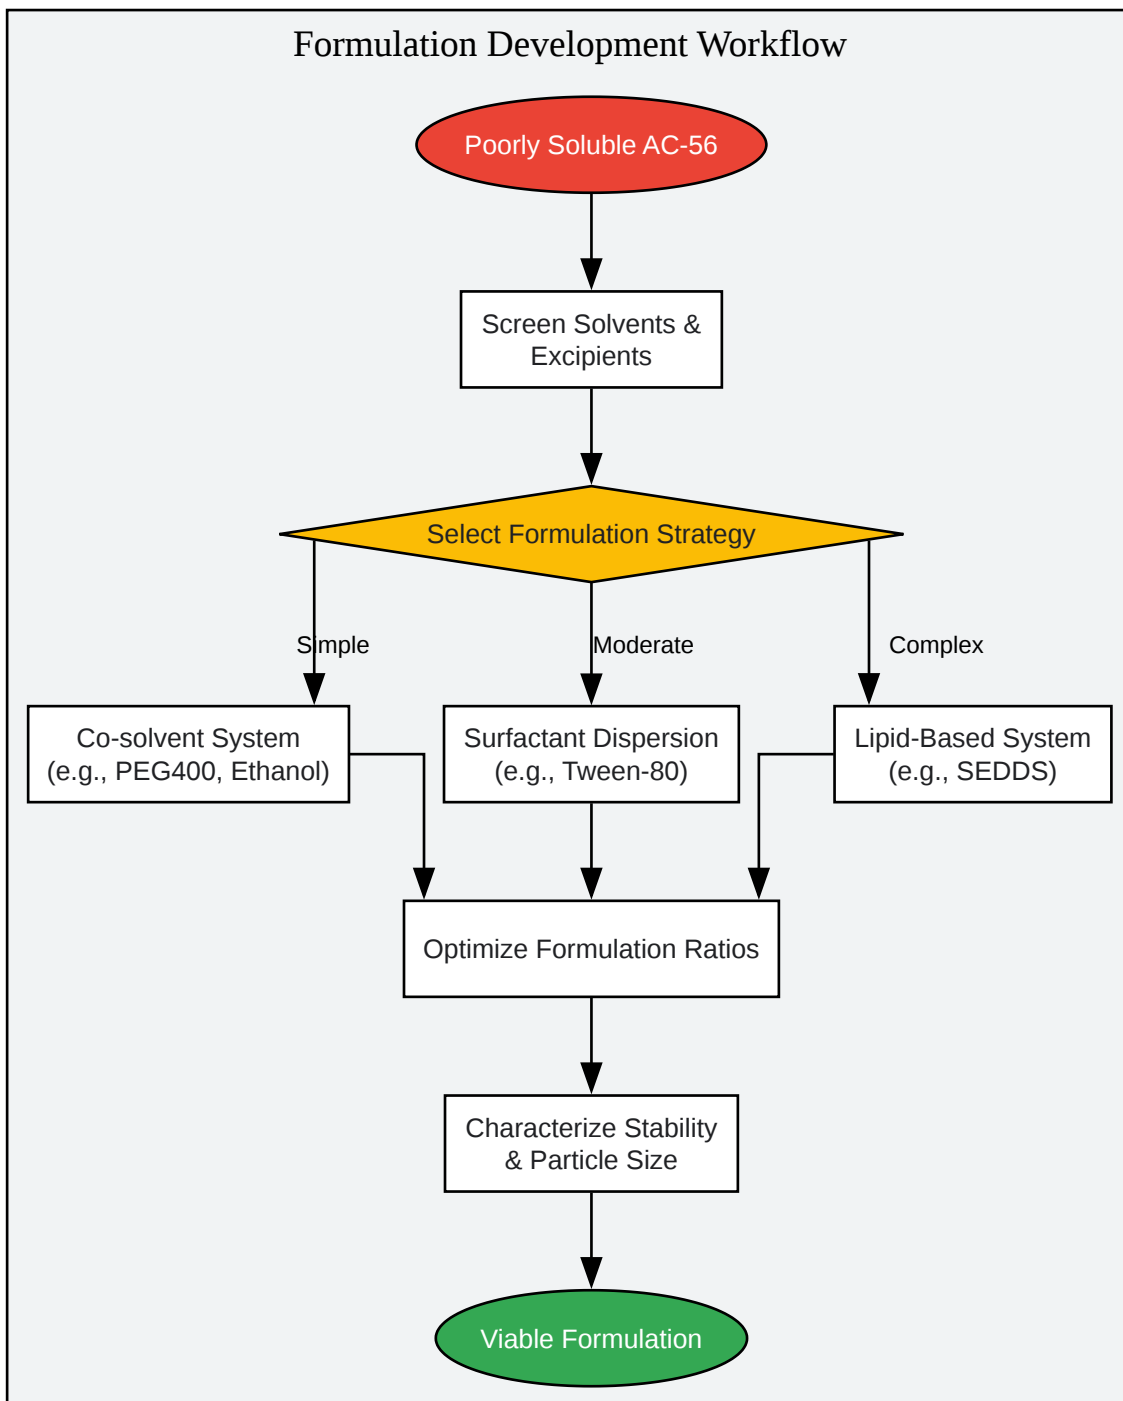 Formulation Development Workflow
Poorly Soluble AC-56
Screen Solvents &
Excipients
Select Formulation Strategy
Simple
Moderate
Complex
Co-solvent System
(e.g., PEG400, Ethanol)
Surfactant Dispersion
(e.g., Tween-80)
Lipid-Based System
(e.g., SEDDS)
Optimize Formulation Ratios
Characterize Stability
& Particle Size
Viable Formulation